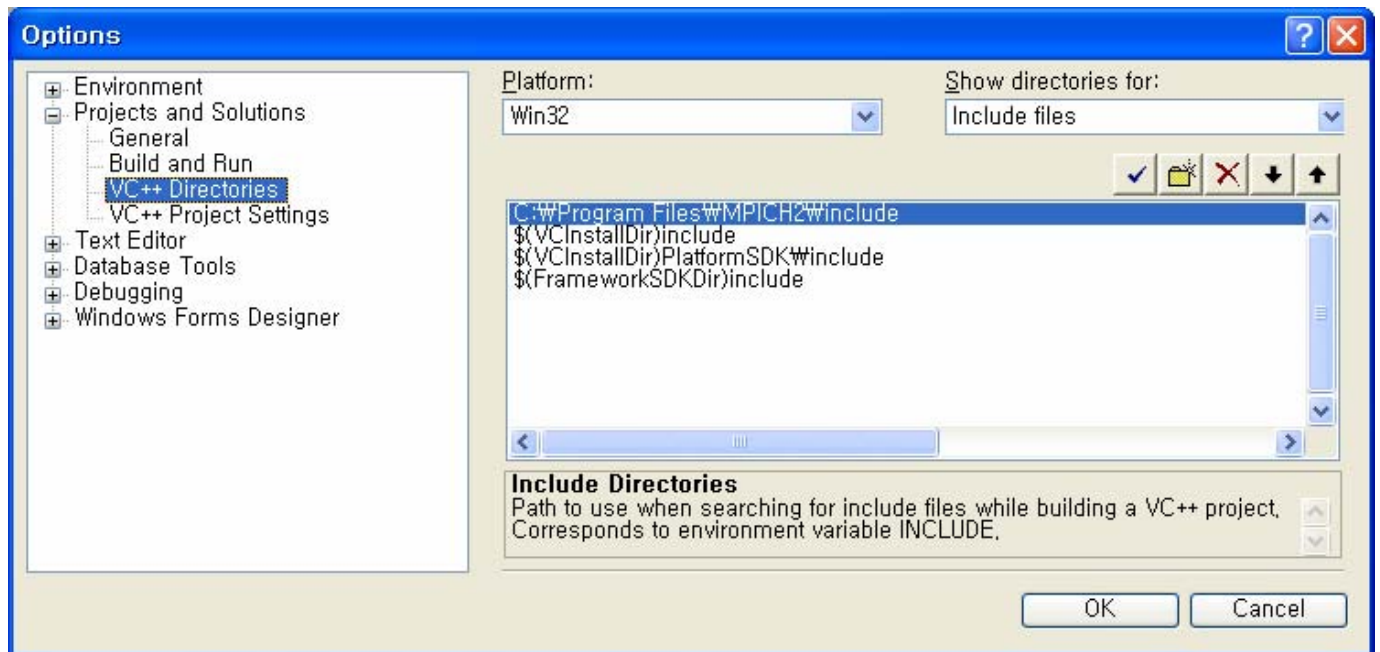 Options
Environment
Projects and Solutions
General
Build and Run
VC++ Directories
VC++ Project Settings
Text Editor
Database Tools
Debugging
Windows Forms Designer
Platform:
Win32
Show directories for:
Include files
C:₩Program Files₩MPICH2₩include
$(VCInstallDir)include
$(VCInstallDir)PlatformSDK₩include
$(FrameworkSDKDir)include
Include Directories
Path to use when searching for include files while building a VC++ project,
Corresponds to environment variable INCLUDE,
OK
Cancel